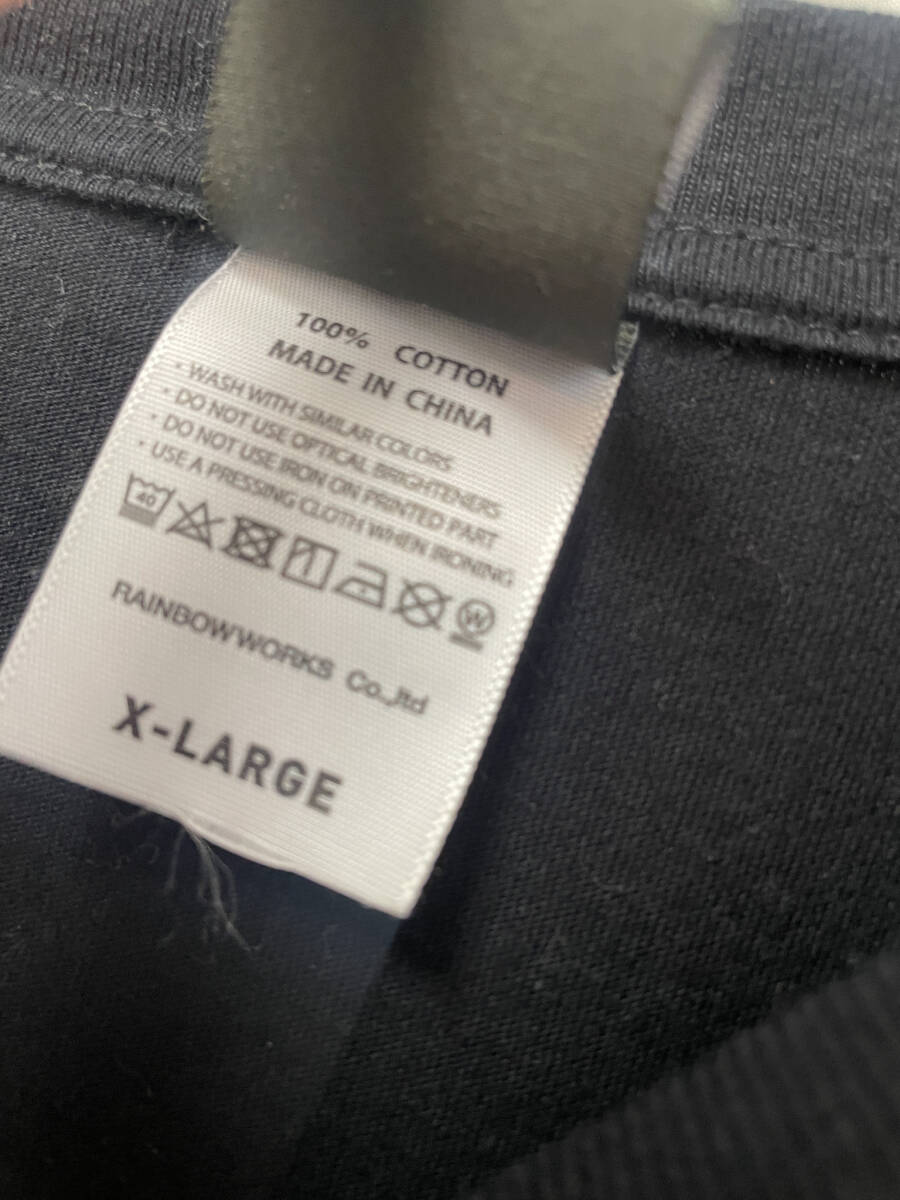 100% COTTON
MADE IN CHINA
· WASH WITH SIMILAR COLORS
· DO NOT USE OPTICAL BRIGHTENERS
· DO NOT USE IRON ON PRINTED PART
· USE A PRESSING CLOTH WHEN IRONING
40 W
RAINBOWWORKS Co.,ltd
X-LARGE